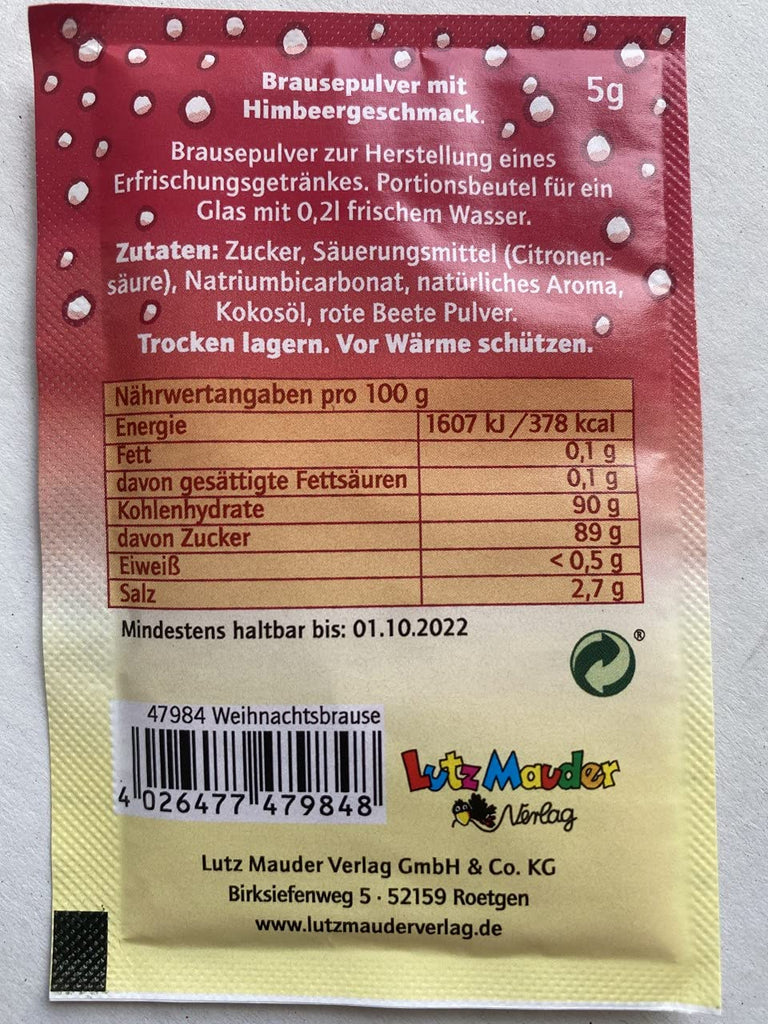 Brausepulver mit
Himbeergeschmack.
5g
Brausepulver zur Herstellung eines
Erfrischungsgetränkes. Portionsbeutel für ein
Glas mit 0,2l frischem Wasser.
Zutaten: Zucker, Säuerungsmittel (Citronen-
säure), Natriumbicarbonat, natürliches Aroma,
Kokosöl, rote Beete Pulver.
Trocken lagern. Vor Wärme schützen.
Nährwertangaben pro 100 g
Energie 1607 kJ/378 kcal
Fett 0,1 g
davon gesättigte Fettsäuren 0,1 g
Kohlenhydrate 90 g
davon Zucker 89 g
Eiweiß < 0,5 g
Salz 2,7 g
Mindestens haltbar bis: 01.10.2022
®
47984 Weihnachtsbrause
4 026477 479848
Lutz Mauder
Verlag
Lutz Mauder Verlag GmbH & Co. KG
Birksiefenweg 5 · 52159 Roetgen
www.lutzmauderverlag.de